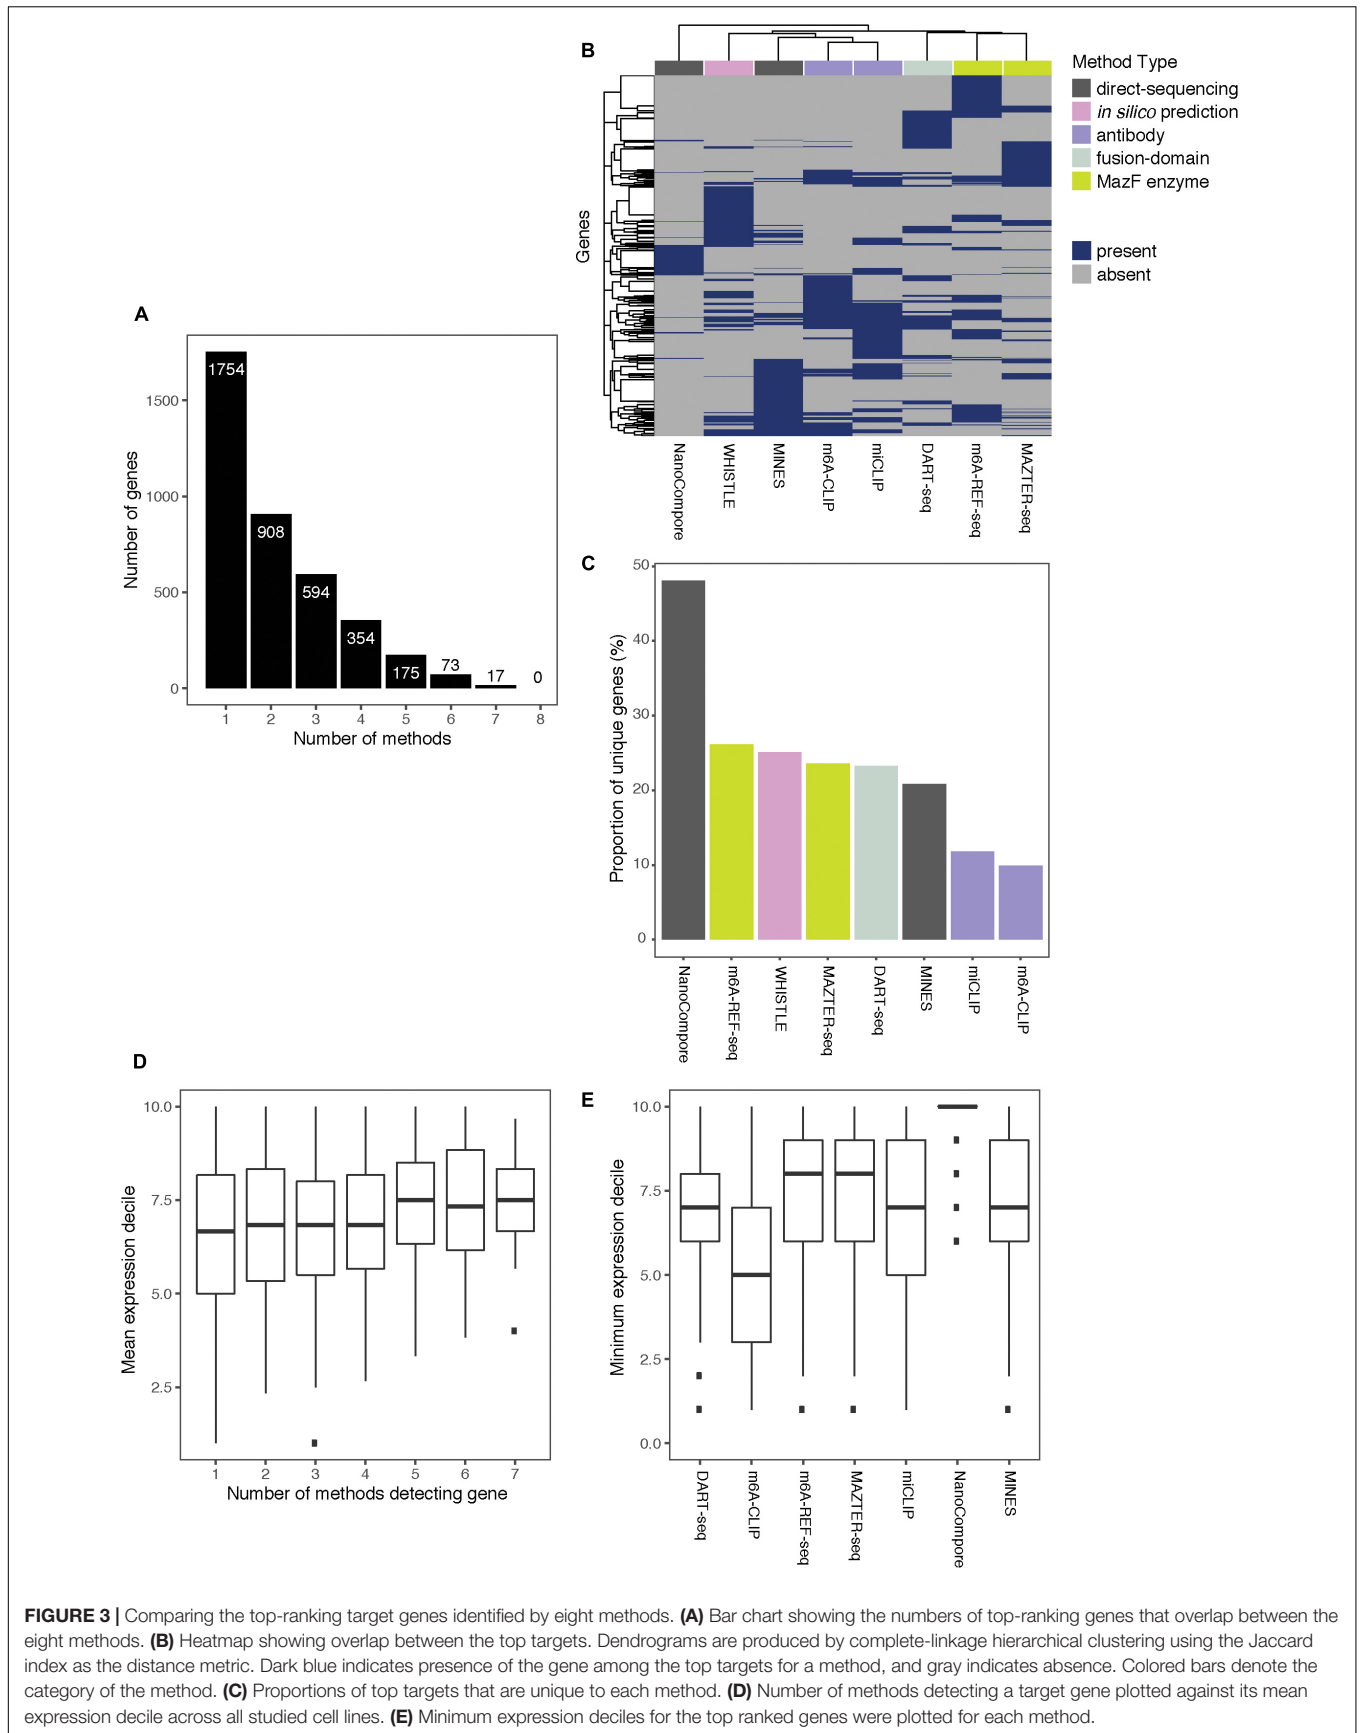 A
1754
908
594
354
175
73
17
0
1500
1000
500
0
Number of genes
1 2 3 4 5 6 7 8
Number of methods
B
Genes
NanoCompore
WHISTLE
MINES
m6A-CLIP
miCLIP
DART-seq
m6A-REF-seq
MAZTER-seq
Method Type
direct-sequencing
in silico prediction
antibody
fusion-domain
MazF enzyme
present
absent
C
50
40
30
20
10
0
Proportion of unique genes (%)
NanoCompore
m6A-REF-seq
WHISTLE
MAZTER-seq
DART-seq
MINES
miCLIP
m6A-CLIP
D
10.0
7.5
5.0
2.5
Mean expression decile
1 2 3 4 5 6 7
Number of methods detecting gene
E
10.0
7.5
5.0
2.5
0.0
Minimum expression decile
DART-seq
m6A-CLIP
m6A-REF-seq
MAZTER-seq
miCLIP
NanoCompore
MINES
FIGURE 3 | Comparing the top-ranking target genes identified by eight methods. (A) Bar chart showing the numbers of top-ranking genes that overlap between the
eight methods. (B) Heatmap showing overlap between the top targets. Dendrograms are produced by complete-linkage hierarchical clustering using the Jaccard
index as the distance metric. Dark blue indicates presence of the gene among the top targets for a method, and gray indicates absence. Colored bars denote the
category of the method. (C) Proportions of top targets that are unique to each method. (D) Number of methods detecting a target gene plotted against its mean
expression decile across all studied cell lines. (E) Minimum expression deciles for the top ranked genes were plotted for each method.